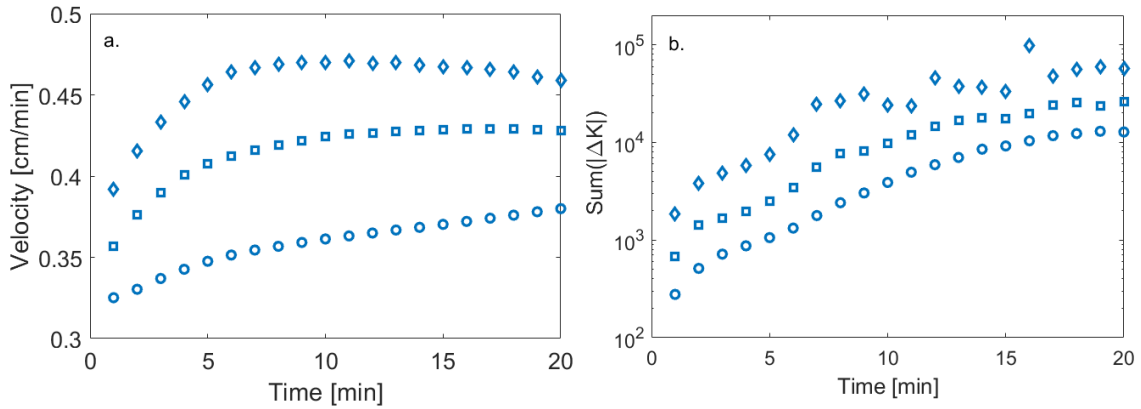 a.
Velocity [cm/min]
0.5
0.45
0.4
0.35
0.3
0 5 10 15 20
Time [min]
b.
Sum(|ΔK|)
10^5
10^4
10^3
10^2
0 5 10 15 20
Time [min]